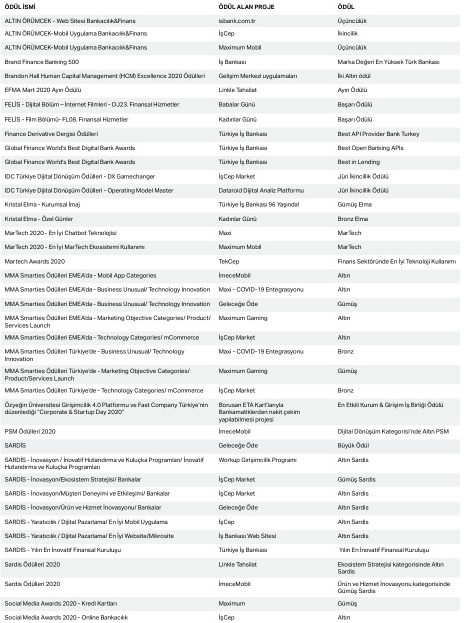 ÖDÜL İSMİ ÖDÜL ALAN PROJE ÖDÜL
ALTIN ÖRÜMCEK - Web Sitesi Bankacılık&Finans isbank.com.tr Üçüncülük
ALTIN ÖRÜMCEK-Mobil Uygulama Bankacılık&Finans İşCep İkincilik
ALTIN ÖRÜMCEK-Mobil Uygulama Bankacılık&Finans Maximum Mobil Üçüncülük
Brand Finance Banking 500 İş Bankası Marka Değeri En Yüksek Türk Bankası
Brandon Hall Human Capital Management (HCM) Excellence 2020 Ödülleri Gelişim Merkezi uygulamaları İki Altın ödül
EFMA Mart 2020 Ayın Ödülü Linkle Tahsilat Ayın Ödülü
FELİS - Dijital Bölüm – İnternet Filmleri - DJ23. Finansal Hizmetler Babalar Günü Başarı Ödülü
FELİS - Film Bölümü- FL08. Finansal Hizmetler Kadınlar Günü Başarı Ödülü
Finance Derivative Dergisi Ödülleri Türkiye İş Bankası Best API Provider Bank Turkey
Global Finance World's Best Digital Bank Awards Türkiye İş Bankası Best Open Banking APIs
Global Finance World's Best Digital Bank Awards Türkiye İş Bankası Best in Lending
IDC Türkiye Dijital Dönüşüm Ödülleri - DX Gamechanger İşCep Market Jüri İkincilik Ödülü
IDC Türkiye Dijital Dönüşüm Ödülleri - Operating Model Master Dataroid Dijital Analiz Platformu Jüri İkincilik Ödülü
Kristal Elma - Kurumsal İmaj Türkiye İş Bankası 96 Yaşında! Gümüş Elma
Kristal Elma - Özel Günler Kadınlar Günü Bronz Elma
MarTech 2020 - En İyi Chatbot Teknolojisi Maxi MarTech
MarTech 2020 - En İyi MarTech Ekosistemi Kullanımı Maximum Mobil MarTech
Martech Awards 2020 TekCep Finans Sektöründe En İyi Teknoloji Kullanımı
MMA Smarties Ödülleri EMEA'da - Mobil App Categories İmeceMobil Altın
MMA Smarties Ödülleri EMEA'da - Business Unusual/ Technology Innovation Maxi - COVID-19 Entegrasyonu Altın
MMA Smarties Ödülleri EMEA'da - Business Unusual/ Technology Innovation Geleceğe Öde Gümüş
MMA Smarties Ödülleri EMEA'da - Marketing Objective Categories/ Product/ Maximum Gaming Altın
Services Launch
MMA Smarties Ödülleri EMEA'da - Technology Categories/ mCommerce İşCep Market Altın
MMA Smarties Ödülleri Türkiye'de - Business Unusual/ Technology Maxi - COVID-19 Entegrasyonu Bronz
Innovation
MMA Smarties Ödülleri Türkiye'de - Marketing Objective Categories/ Maximum Gaming Gümüş
Product/Services Launch
MMA Smarties Ödülleri Türkiye'de - Technology Categories/ mCommerce İşCep Market Bronz
Özyeğin Üniversitesi Girişimcilik 4.0 Platformu ve Fast Company Türkiye'nin Borusan ETA Kart'larıyla En Etkili Kurum & Girişim İş Birliği Ödülü
düzenlediği "Corporate & Startup Day 2020" Bankamatiklerden nakit çekim
yapılabilmesi projesi
PSM Ödülleri 2020 İmeceMobil Dijital Dönüşüm Kategorisi'nde Altın PSM
SARDİS Geleceğe Öde Büyük Ödül
SARDİS - İnovasyon / İnovatif Hızlandırma ve Kuluçka Programları/ İnovatif Workup Girişimcilik Programı Altın Sardis
Hızlandırma ve Kuluçka Programları
SARDİS - İnovasyon/Ekosistem Stratejisi/ Bankalar İşCep Market Gümüş Sardis
SARDİS - İnovasyon/Müşteri Deneyimi ve Etkileşimi/ Bankalar İşCep Market Altın Sardis
SARDİS - İnovasyon/Ürün ve Hizmet İnovasyonu/ Bankalar Geleceğe Öde Altın Sardis
SARDİS - Yaratıcılık / Dijital Pazarlama/ En İyi Mobil Uygulama İşCep Altın Sardis
SARDİS - Yaratıcılık / Dijital Pazarlama/ En İyi Website/Mikrosite İş Bankası Web Sitesi Altın Sardis
SARDİS - Yılın En İnovatif Finansal Kuruluşu Türkiye İş Bankası Yılın En İnovatif Finansal Kuruluşu
Sardis Ödülleri 2020 Linkle Tahsilat Ekosistem Stratejisi kategorisinde Altın
Sardis
Sardis Ödülleri 2020 İmeceMobil Ürün ve Hizmet İnovasyonu kategorisinde
Gümüş Sardis
Social Media Awards 2020 - Kredi Kartları Maximum Gümüş
Social Media Awards 2020 - Online Bankacılık İşCep Altın